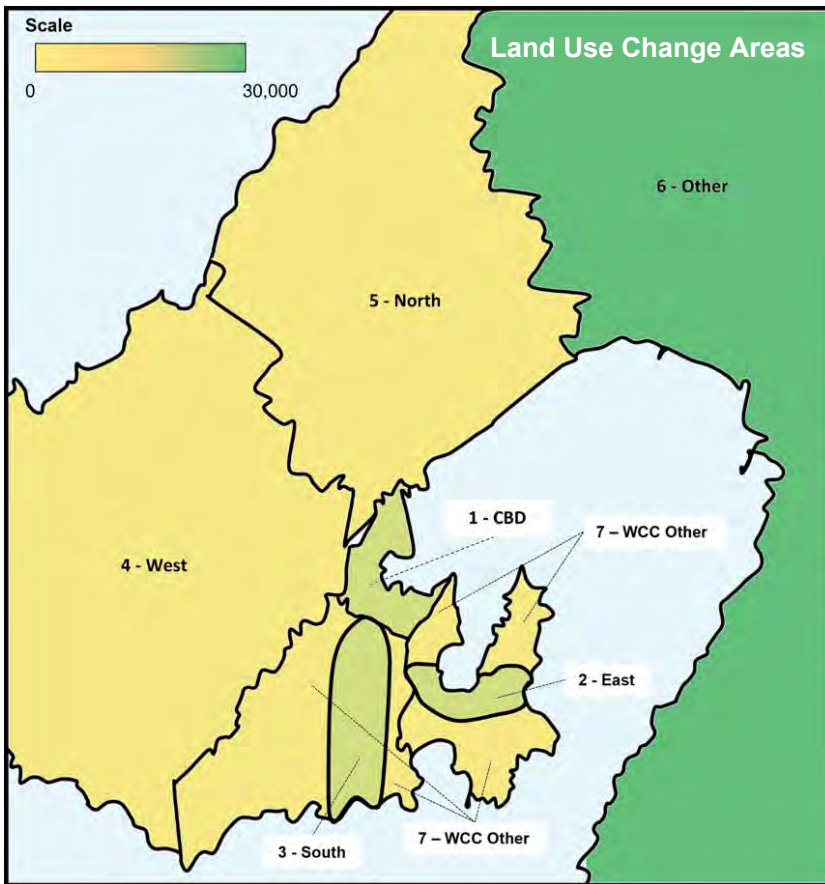 Scale
Land Use Change Areas
0 30,000
6 - Other
5 - North
1 - CBD
7 – WCC Other
4 - West
2 - East
7 – WCC Other
3 - South